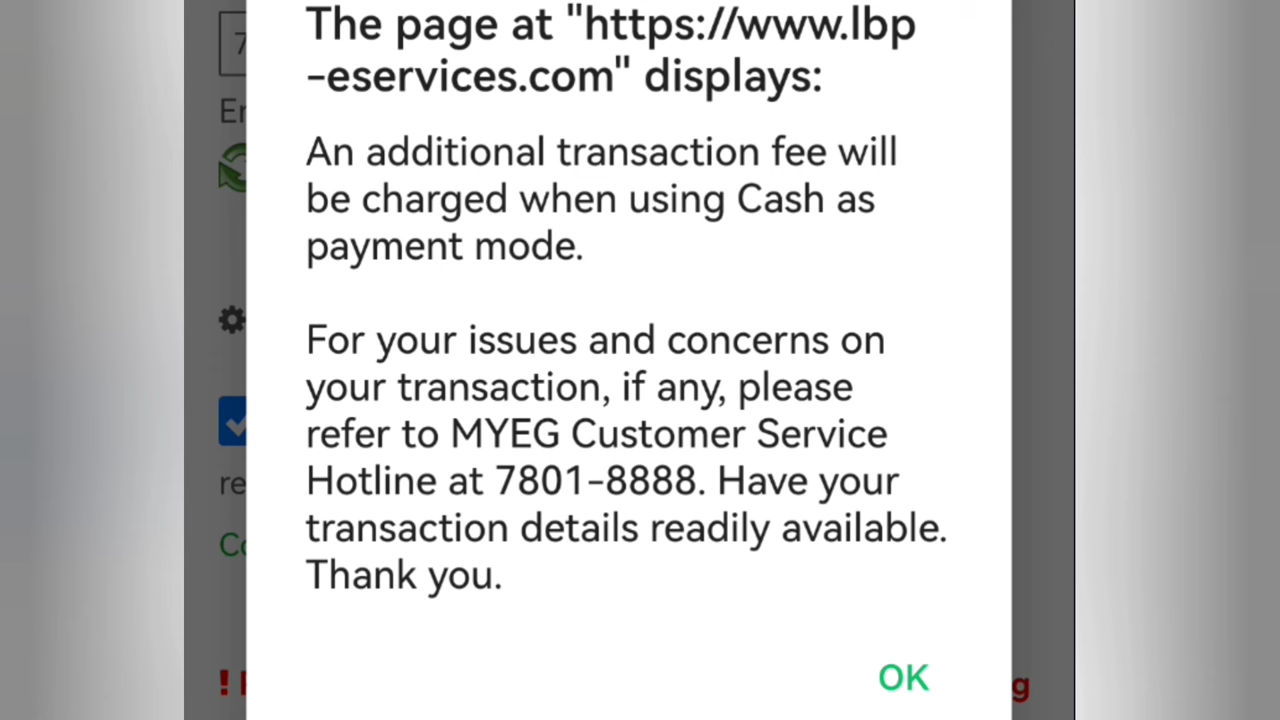 The page at "https://www.lbp
-eservices.com" displays:
An additional transaction fee will
be charged when using Cash as
payment mode.
For your issues and concerns on
your transaction, if any, please
refer to MYEG Customer Service
Hotline at 7801-8888. Have your
transaction details readily available.
Thank you.
OK